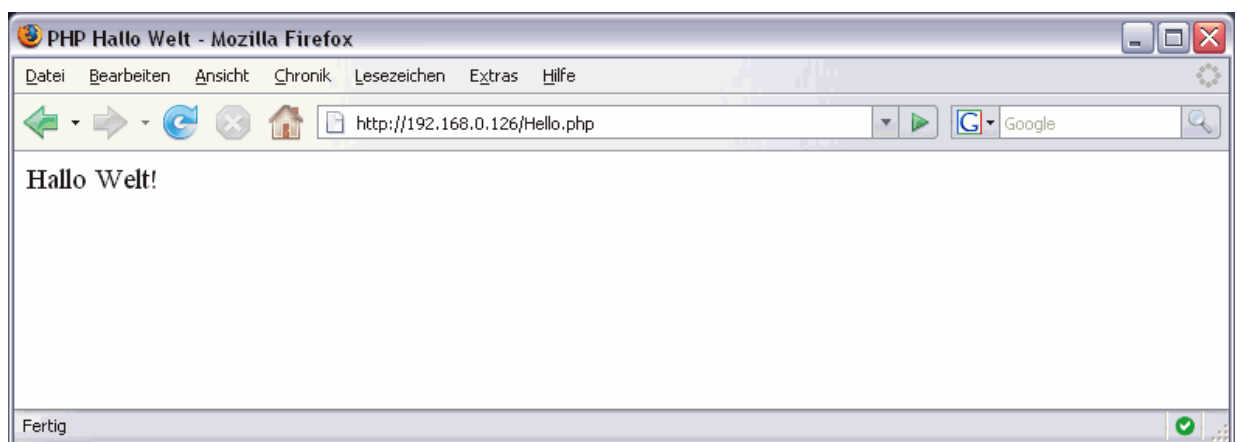 PHP Hallo Welt - Mozilla Firefox
Datei Bearbeiten Ansicht Chronik Lesezeichen Extras Hilfe
http://192.168.0.126/Hello.php G Google
Hallo Welt!
Fertig